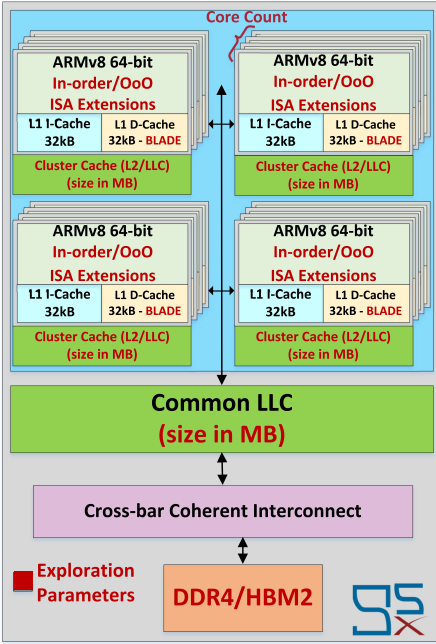 Core Count
ARMv8 64-bit
In-order/OoO
ISA Extensions
L1 I-Cache
32kB
L1 D-Cache
32kB - BLADE
Cluster Cache (L2/LLC)
(size in MB)
ARMv8 64-bit
In-order/OoO
ISA Extensions
L1 I-Cache
32kB
L1 D-Cache
32kB - BLADE
Cluster Cache (L2/LLC)
(size in MB)
ARMv8 64-bit
In-order/OoO
ISA Extensions
L1 I-Cache
32kB
L1 D-Cache
32kB - BLADE
Cluster Cache (L2/LLC)
(size in MB)
ARMv8 64-bit
In-order/OoO
ISA Extensions
L1 I-Cache
32kB
L1 D-Cache
32kB - BLADE
Cluster Cache (L2/LLC)
(size in MB)
Common LLC
(size in MB)
Cross-bar Coherent Interconnect
Exploration
Parameters
DDR4/HBM2
g5x